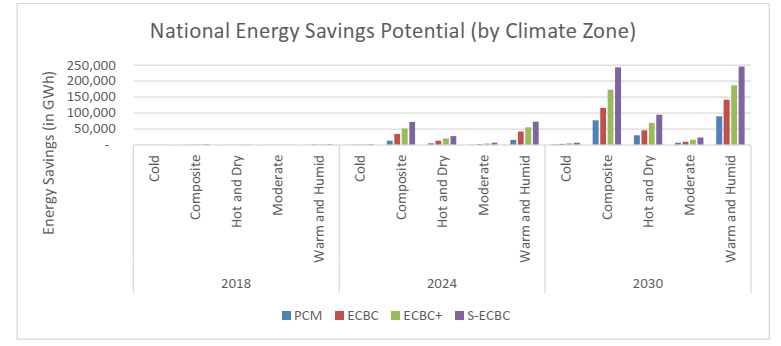 National Energy Savings Potential (by Climate Zone)
Energy Savings (in GWh)
250,000
200,000
150,000
100,000
50,000
-
Cold
Composite
Hot and Dry
Moderate
Warm and Humid
Cold
Composite
Hot and Dry
Moderate
Warm and Humid
Cold
Composite
Hot and Dry
Moderate
Warm and Humid
2018 2024 2030
PCM ECBC ECBC+ S-ECBC